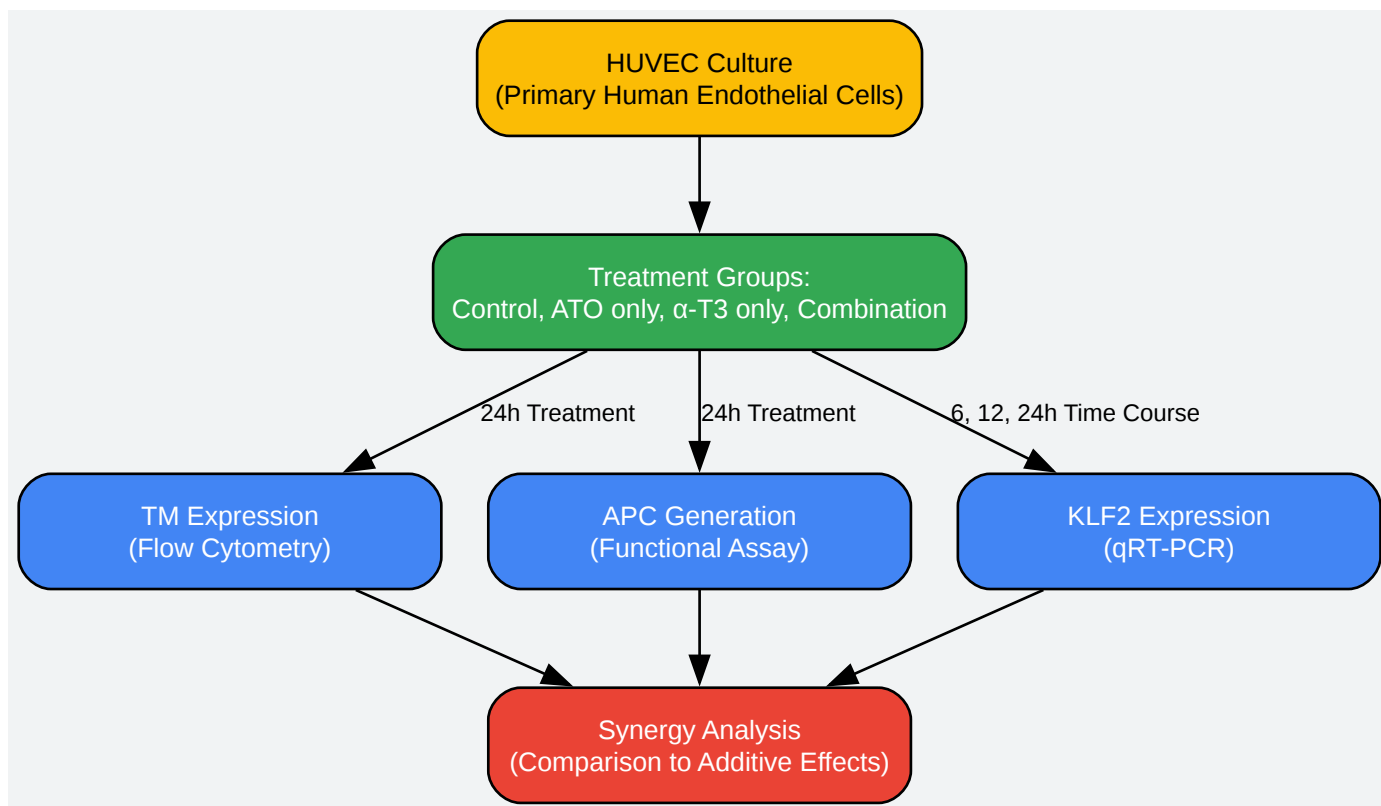 HUVEC Culture
(Primary Human Endothelial Cells)
Treatment Groups:
Control, ATO only, α-T3 only, Combination
24h Treatment
24h Treatment
6, 12, 24h Time Course
TM Expression
(Flow Cytometry)
APC Generation
(Functional Assay)
KLF2 Expression
(qRT-PCR)
Synergy Analysis
(Comparison to Additive Effects)